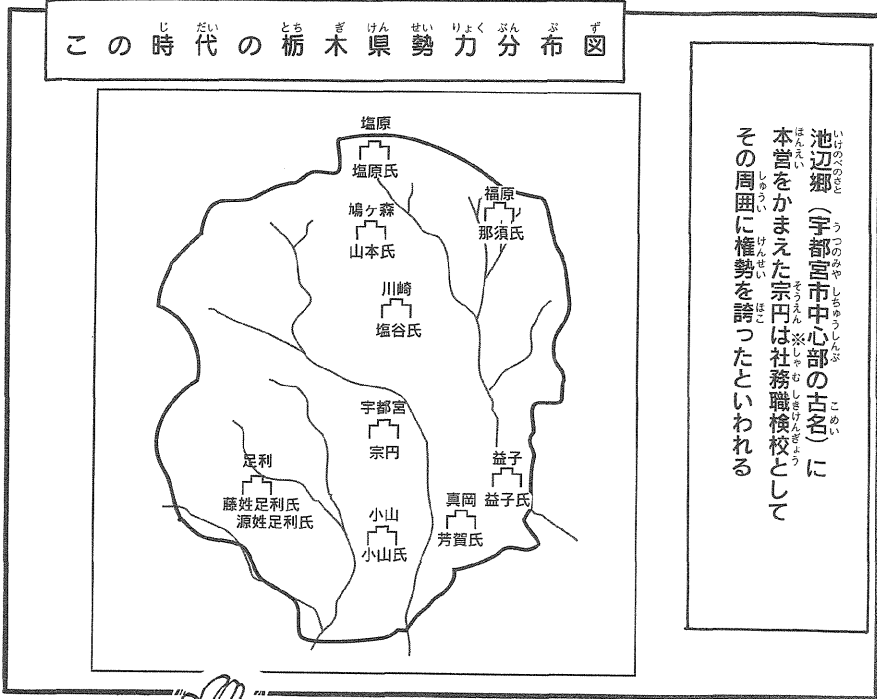 この時代の栃木県勢力分布図
池辺郷（宇都宮市中心部の古名）に
本営をかまえた宗円は※社務職検校として
その周囲に権勢を誇ったといわれる
塩原
塩原氏
福原
那須氏
鳩ヶ森
山本氏
川崎
塩谷氏
宇都宮
宗円
足利
藤姓足利氏
源姓足利氏
小山
小山氏
真岡
芳賀氏
益子
益子氏